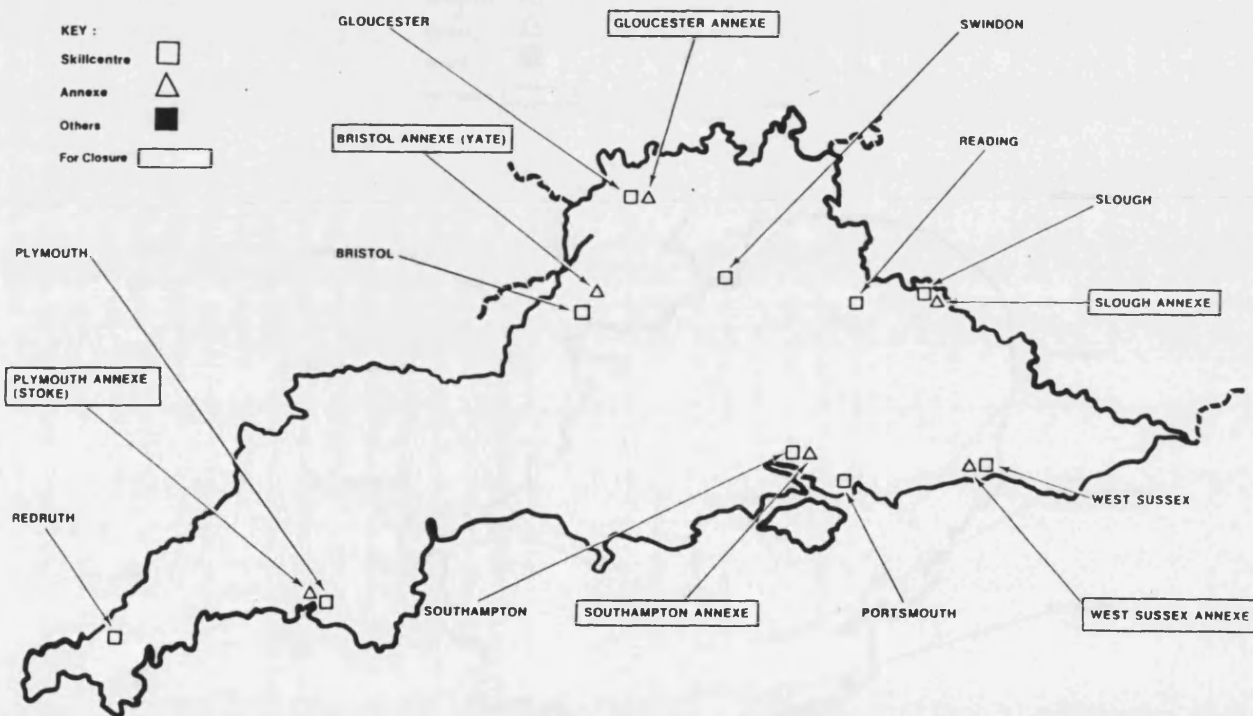 KEY :
Skillcentre
Annexe
Others
For Closure
GLOUCESTER
GLOUCESTER ANNEXE
SWINDON
BRISTOL ANNEXE (YATE)
READING
SLOUGH
PLYMOUTH
BRISTOL
SLOUGH ANNEXE
PLYMOUTH ANNEXE
(STOKE)
REDRUTH
WEST SUSSEX
SOUTHAMPTON
SOUTHAMPTON ANNEXE
PORTSMOUTH
WEST SUSSEX ANNEXE